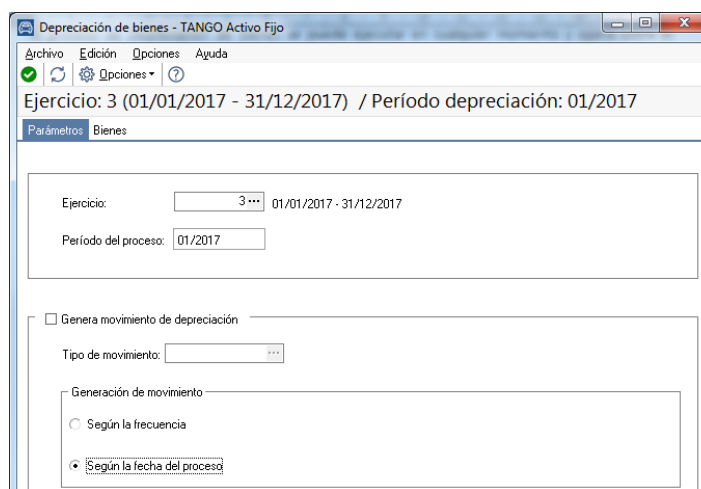 Depreciación de bienes - TANGO Activo Fijo
Archivo Edición Opciones Ayuda
Opciones
Ejercicio: 3 (01/01/2017 - 31/12/2017) / Período depreciación: 01/2017
Parámetros Bienes
Ejercicio: 3 ... 01/01/2017 - 31/12/2017
Período del proceso: 01/2017
Genera movimiento de depreciación
Tipo de movimiento: ...
Generación de movimiento
Según la frecuencia
Según la fecha del proceso